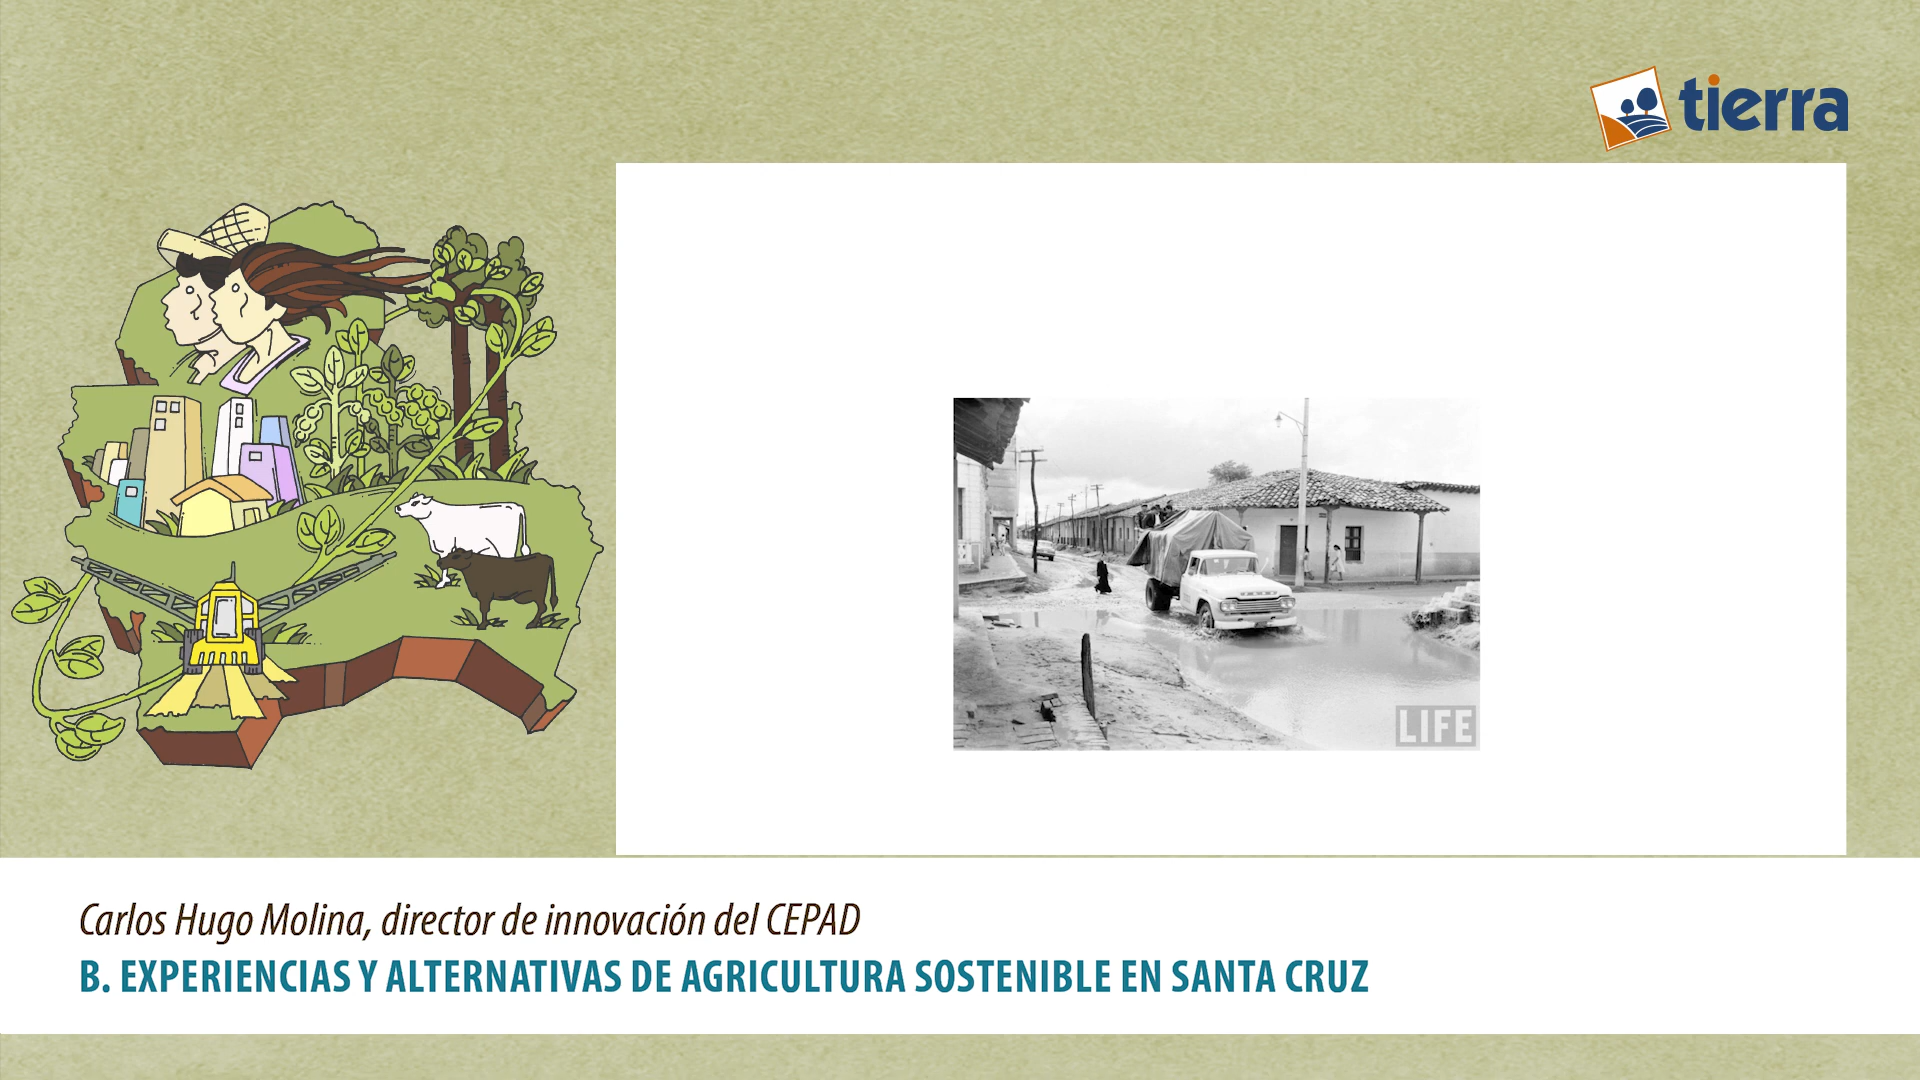 tierra
LIFE
Carlos Hugo Molina, director de innovación del CEPAD
B. EXPERIENCIAS Y ALTERNATIVAS DE AGRICULTURA SOSTENIBLE EN SANTA CRUZ